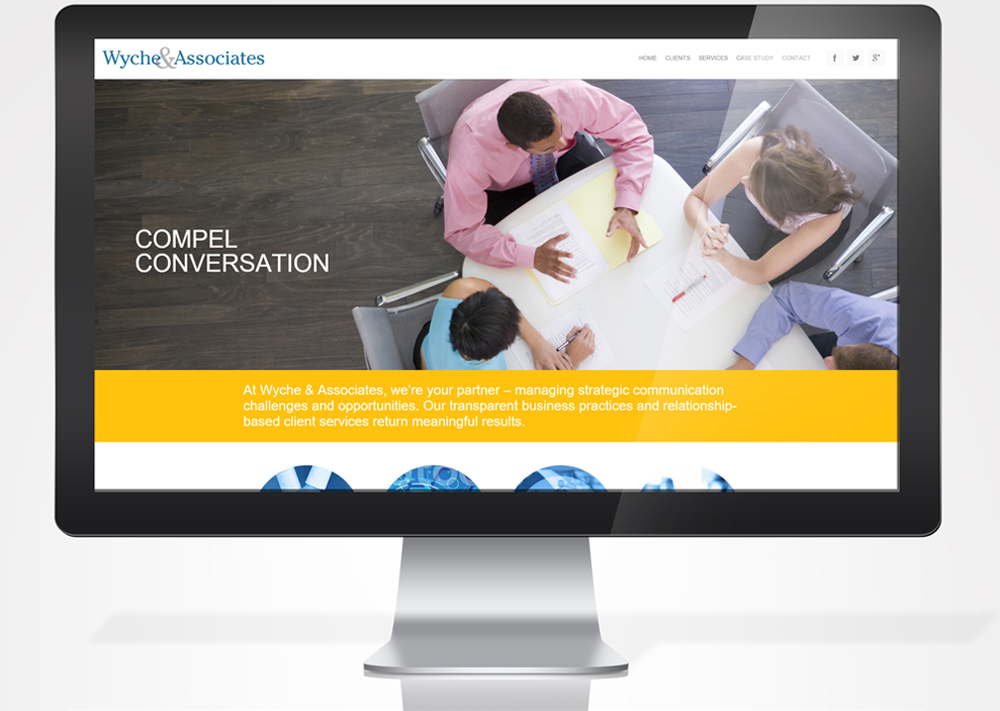 Wyche&Associates
HOME CLIENTS SERVICES CASE STUDY CONTACT
COMPEL
CONVERSATION
At Wyche & Associates, we're your partner – managing strategic communication
challenges and opportunities. Our transparent business practices and relationship-
based client services return meaningful results.